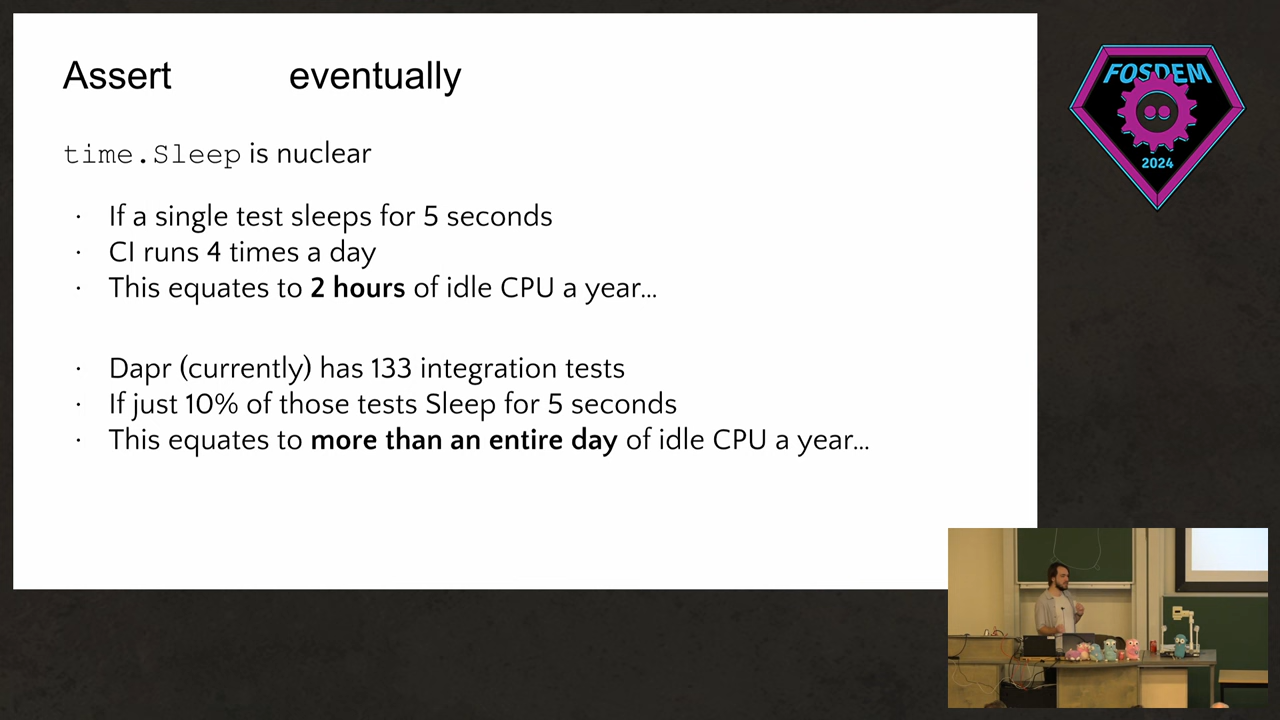 Assert eventually
time.Sleep is nuclear
· If a single test sleeps for 5 seconds
· CI runs 4 times a day
· This equates to 2 hours of idle CPU a year...
· Dapr (currently) has 133 integration tests
· If just 10% of those tests Sleep for 5 seconds
· This equates to more than an entire day of idle CPU a year...
FOSDEM
2024